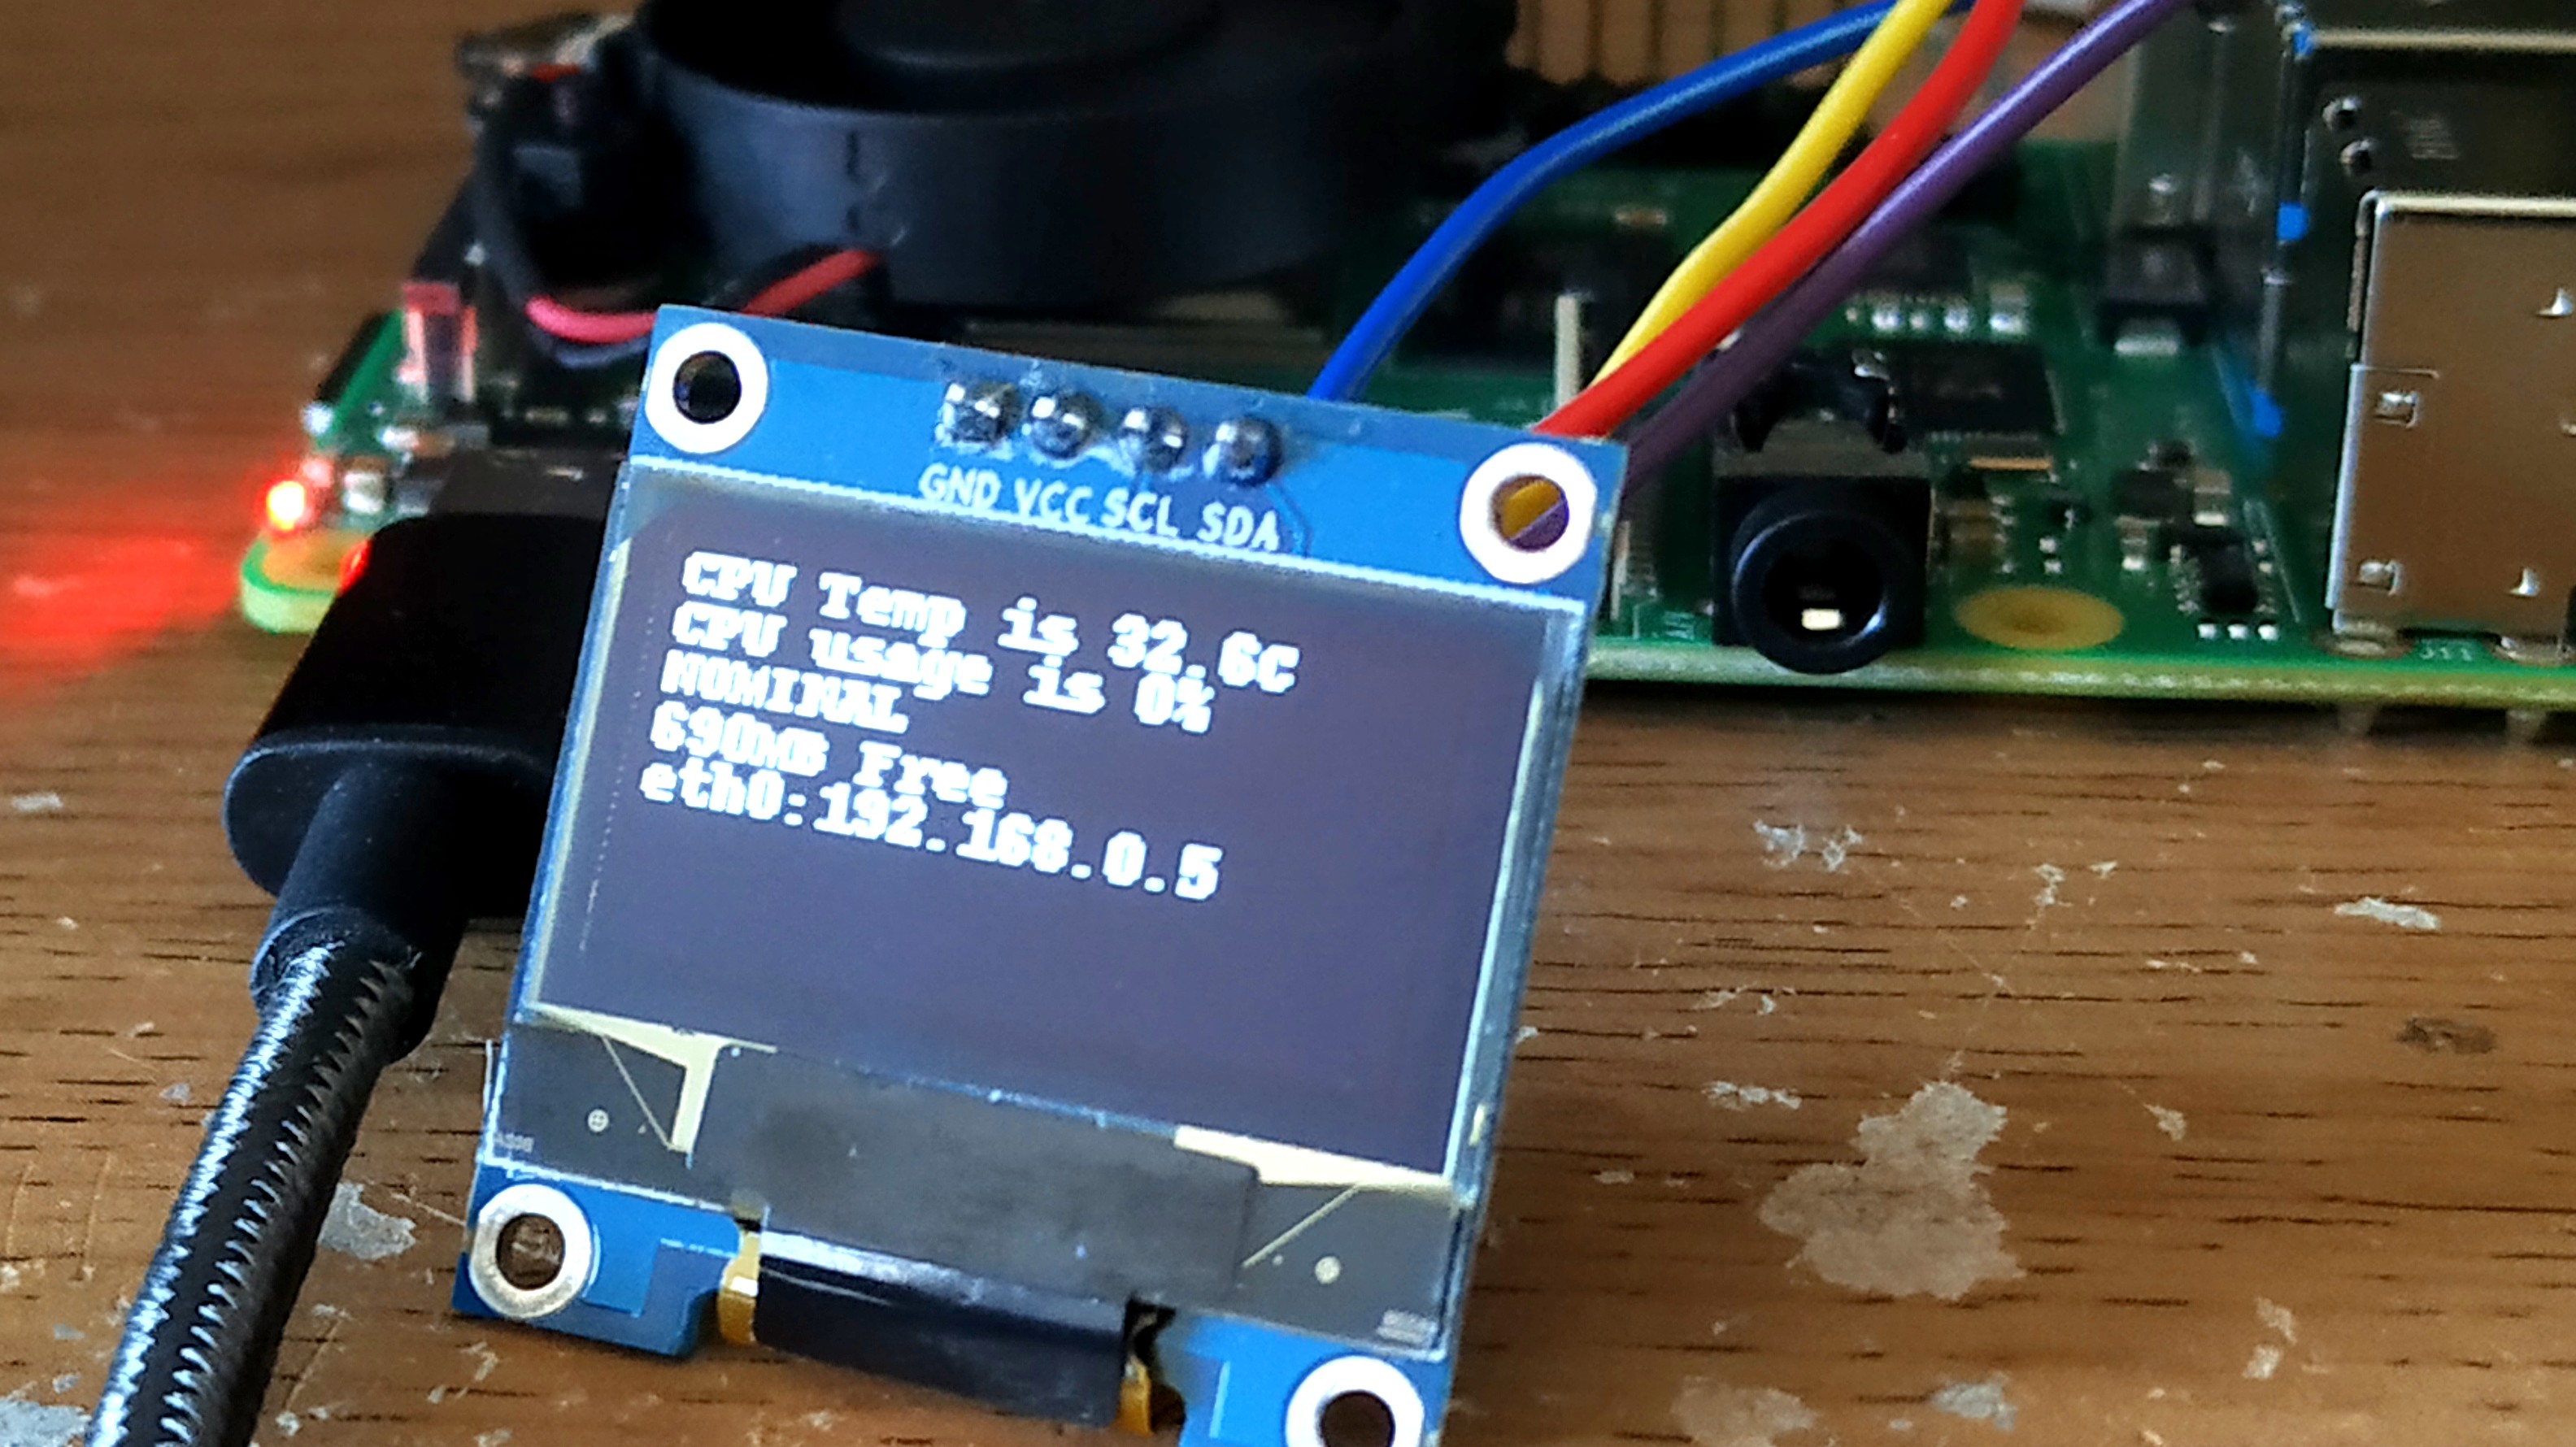 GND VCC SCL SDA
CPU Temp is 32.6C
CPU usage is 0%
NOMINAL
690MB Free
eth0:192.168.0.5